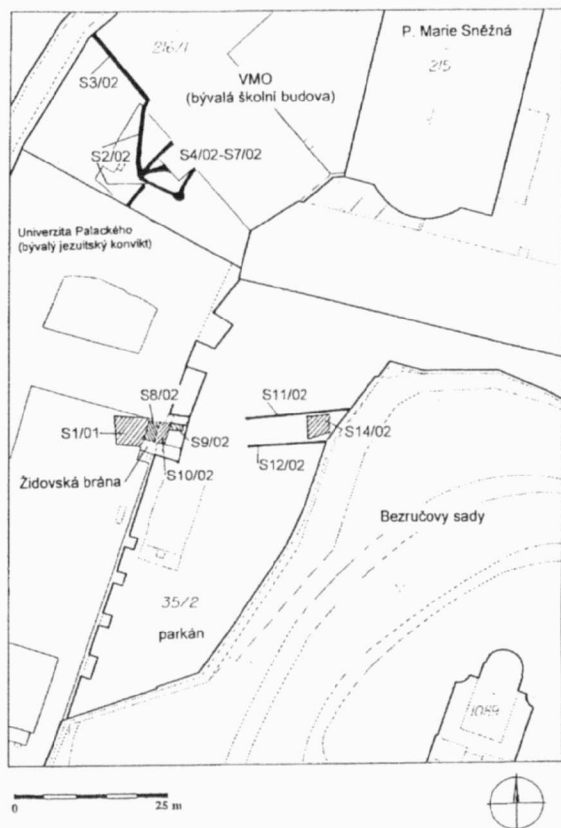 P. Marie Sněžná
216/1
215
VMO
(bývalá školní budova)
S3/02
S2/02
S4/02-S7/02
Univerzita Palackého
(bývalý jezuitský konvikt)
S8/02
S11/02
S1/01
S9/02
S14/02
S10/02
S12/02
Židovská brána
Bezručovy sady
35/2
parkán
1089
0
25 m